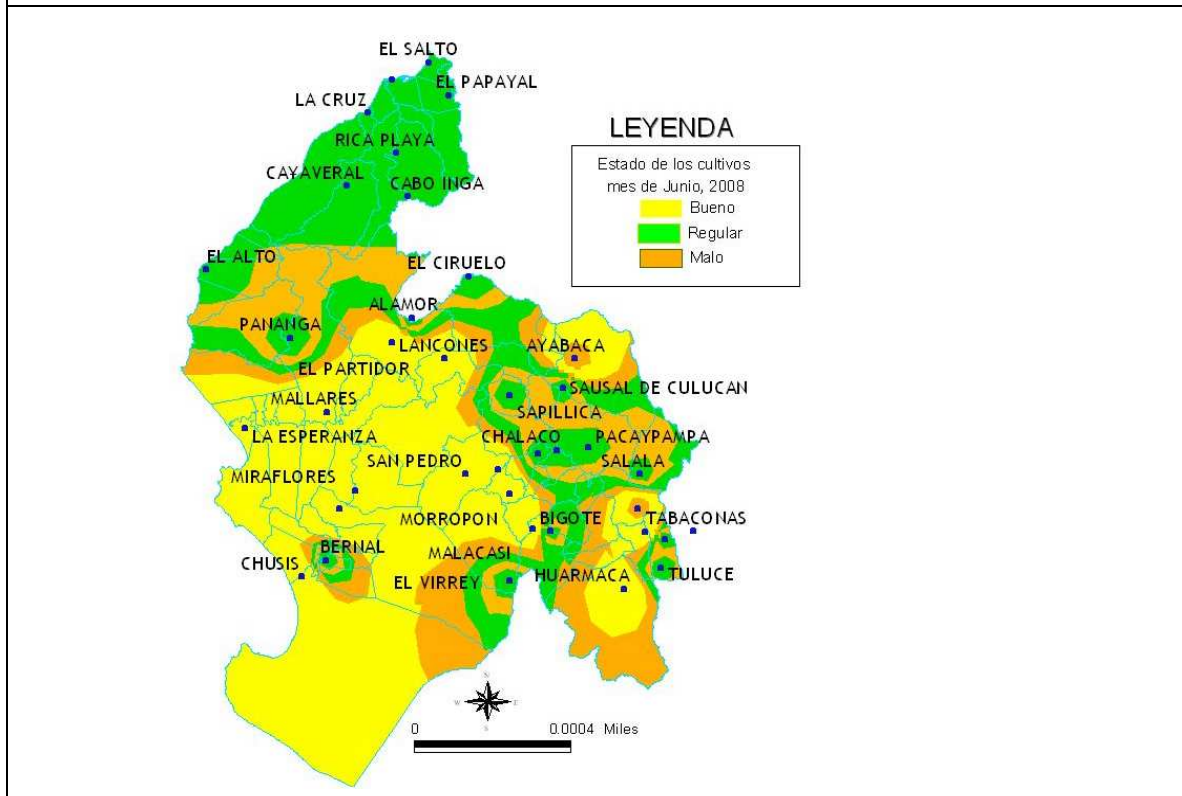 EL SALTO
EL PAPAYAL
LA CRUZ
RICA PLAYA
CAYAVERAL
CABO INGA
LEYENDA
Estado de los cultivos
mes de Junio, 2008
Bueno
Regular
Malo
EL ALTO
EL CIRUELO
ALAMOR
PANANGA
LANCONES
AYABACA
EL PARTIDOR
SAUSAL DE CULUCAN
MALLARES
SAPILLICA
LA ESPERANZA
CHALACO
PACAYPAMPA
SAN PEDRO
SALALA
MIRAFLORES
MORROPON
BIGOTE
TABACONAS
BERNAL
MALACASI
CHUSIS
EL VIRREY
HUARMACA
TULUCE
N
W
E
S
0
0.0004 Miles